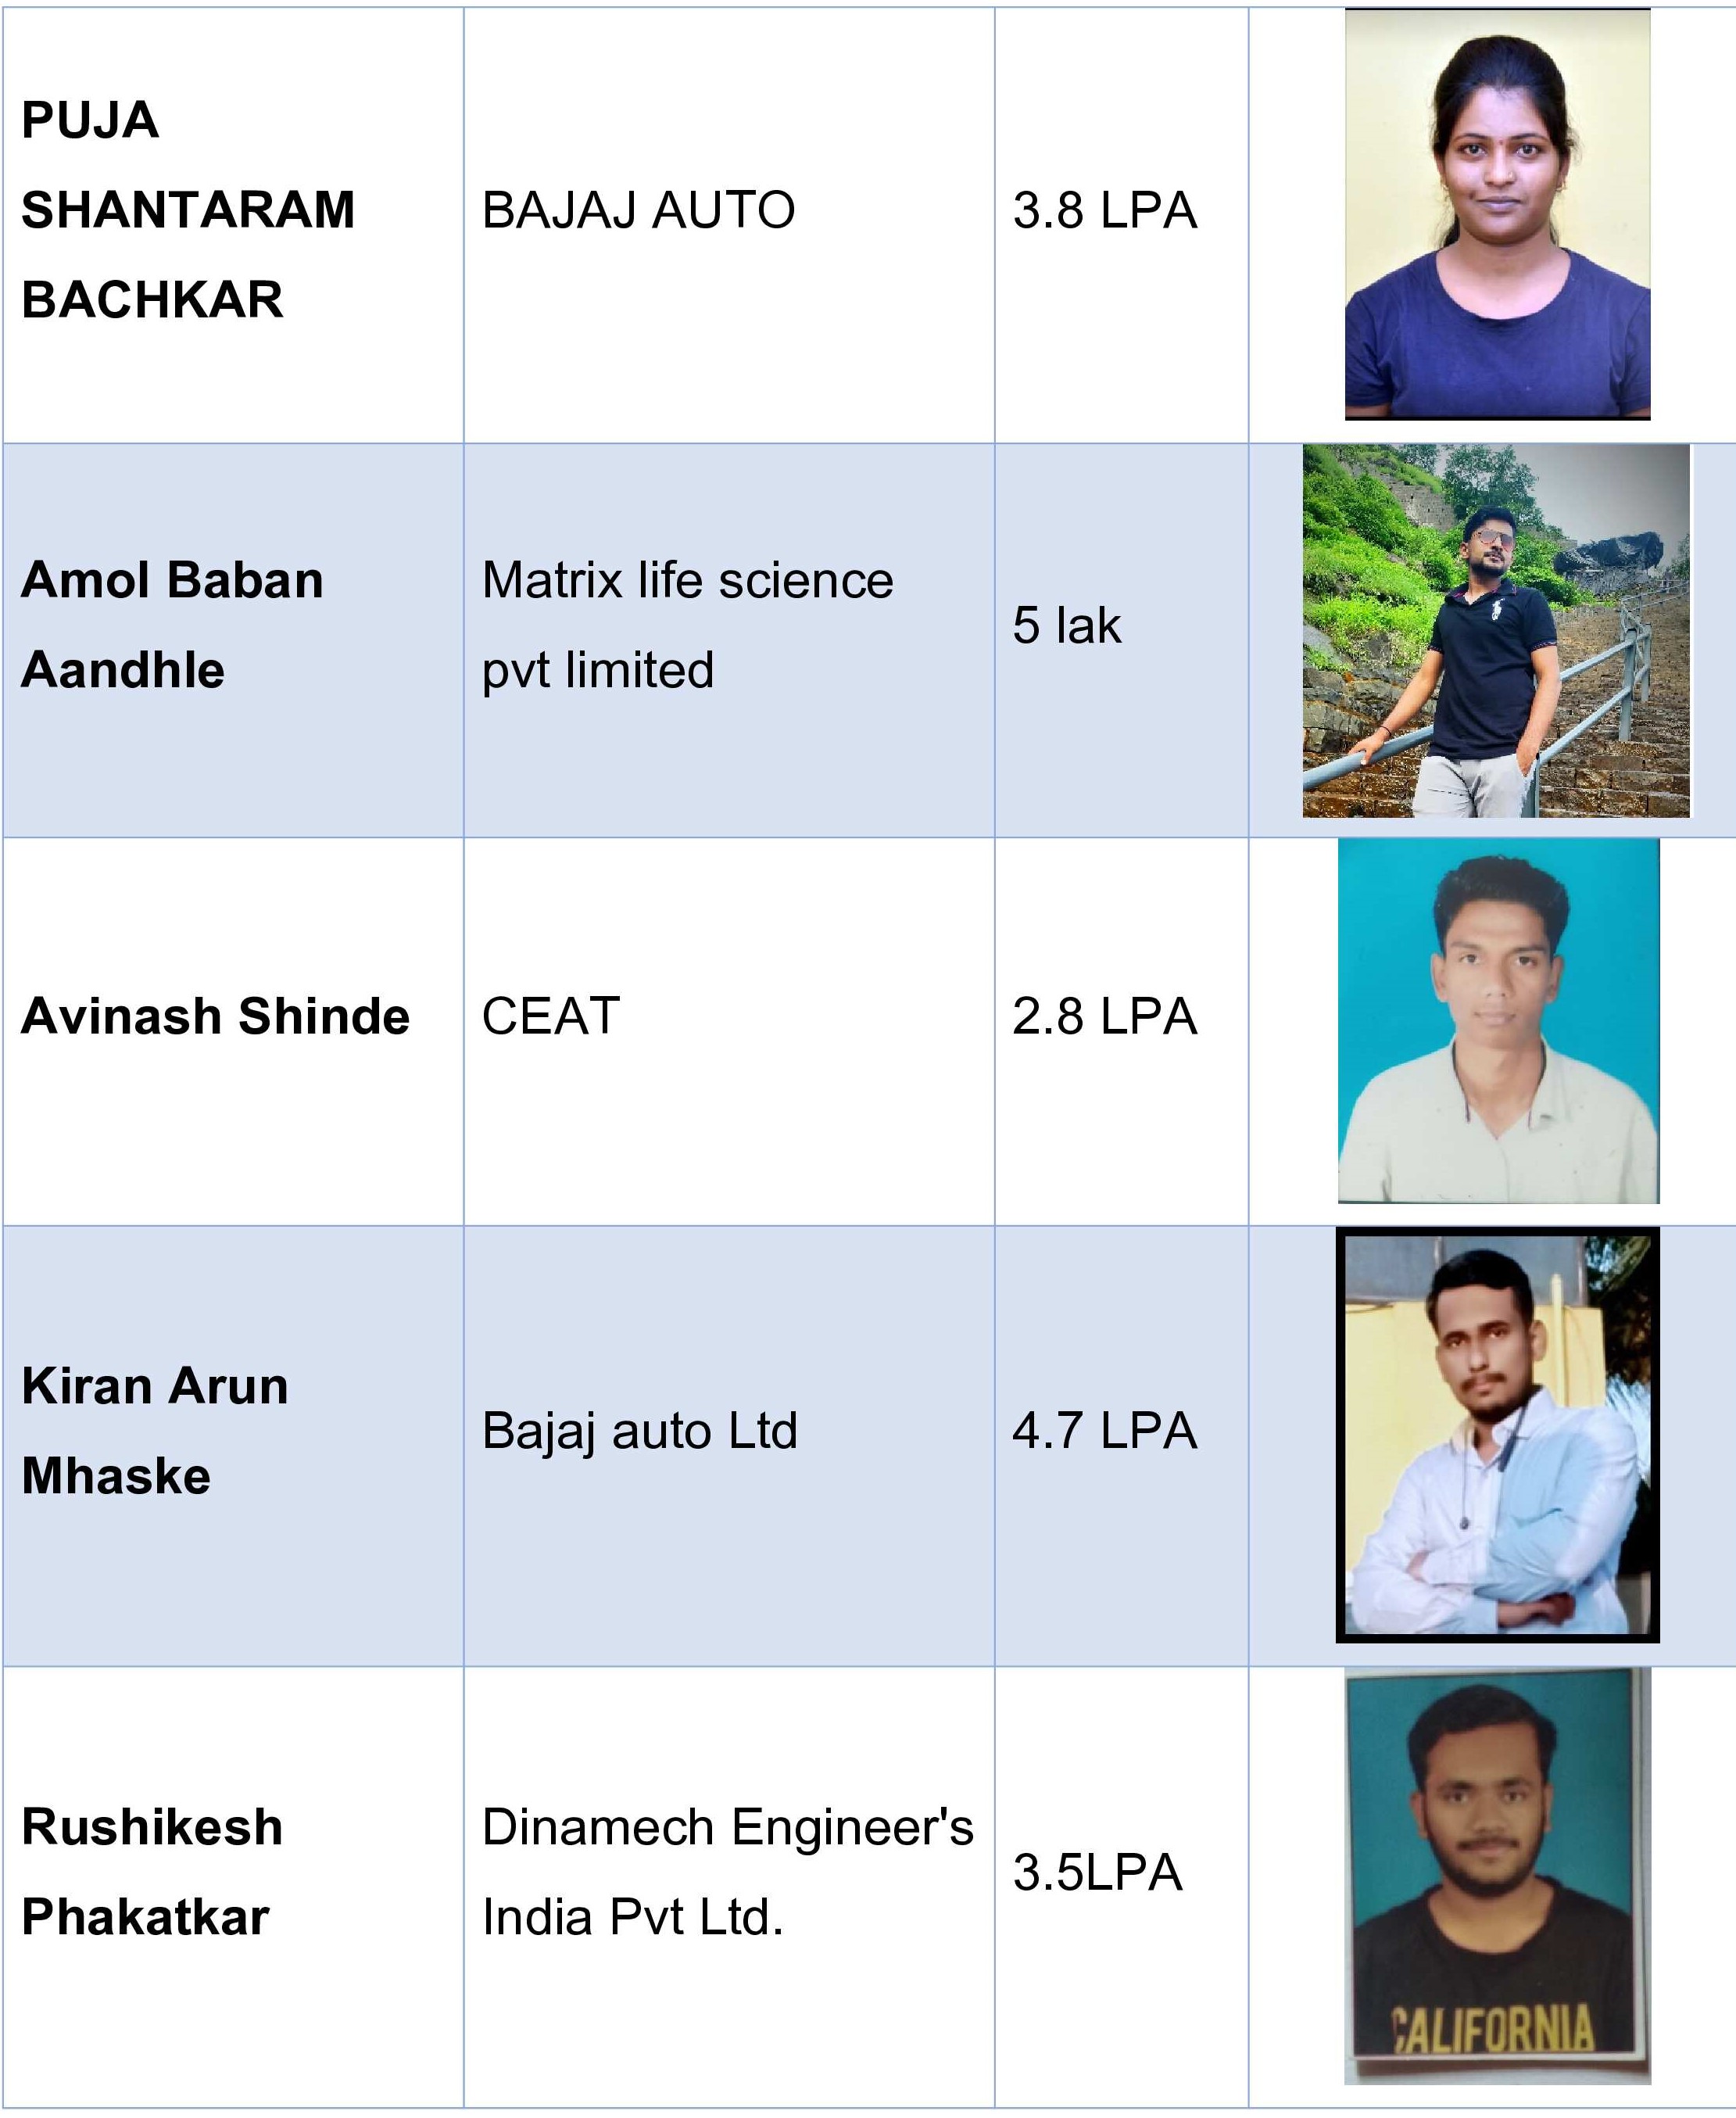 PUJA
SHANTARAM
BACHKAR
BAJAJ AUTO
3.8 LPA
Amol Baban
Aandhle
Matrix life science
pvt limited
5 lak
Avinash Shinde
CEAT
2.8 LPA
Kiran Arun
Mhaske
Bajaj auto Ltd
4.7 LPA
Rushikesh
Phakatkar
Dinamech Engineer's
India Pvt Ltd.
3.5LPA
CALIFORNIA